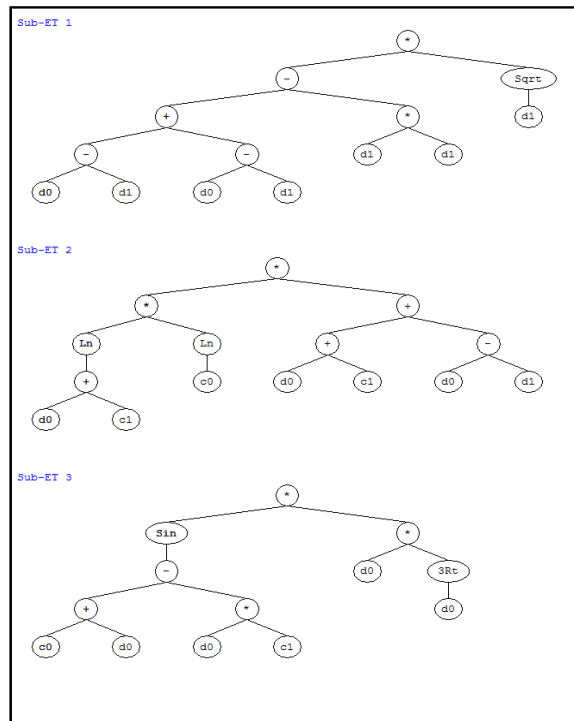 Sub-ET 1
*
- Sqrt
+ * d1
- - d1 d1
d0 d1 d0 d1
Sub-ET 2
*
* +
Ln Ln + -
+ c0 d0 c1 d0 d1
d0 c1
Sub-ET 3
*
Sin *
- d0 3Rt
+ * d0
c0 d0 d0 c1